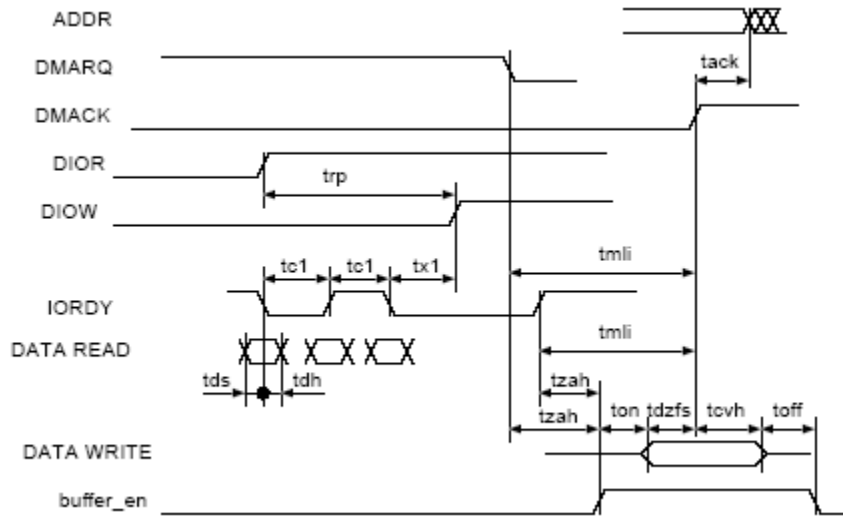 ADDR
DMARQ
tack
DMACK
DIOR
trp
DIOW
tc1 tc1 tx1
tmli
IORDY
DATA READ
tmli
tds tdh
tzah
tzah ton tdzfs tcvh toff
DATA WRITE
buffer_en